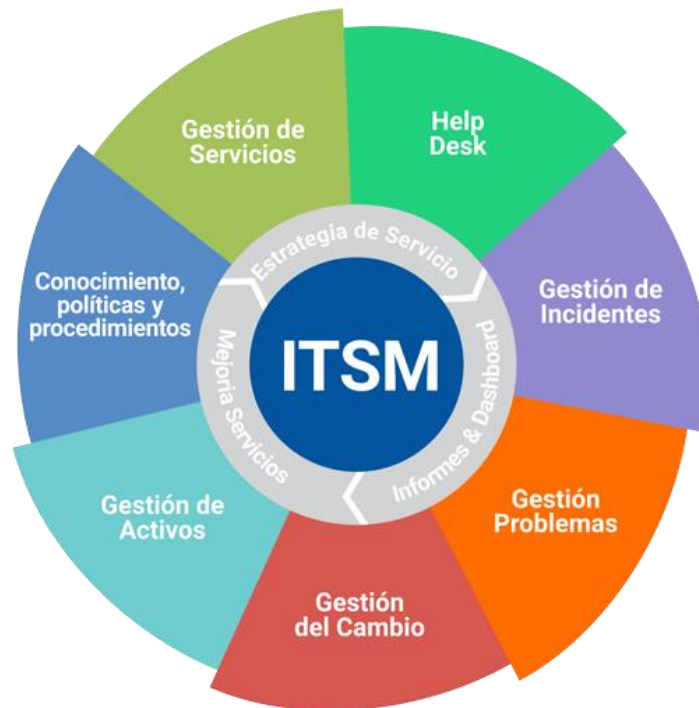 Help
Desk
Gestión de
Incidentes
Gestión
Problemas
Gestión
del Cambio
Gestión de
Activos
Conocimiento,
políticas y
procedimientos
Gestión de
Servicios
Estrategia de Servicio
Informes & Dashboard
Mejoria Servicios
ITSM